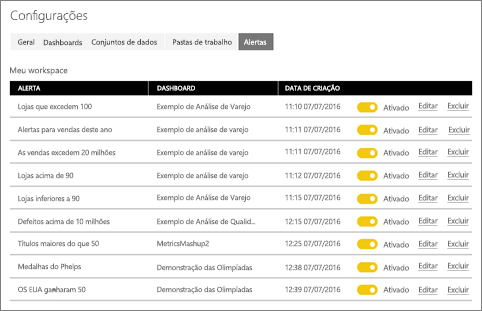 Configurações
Geral Dashboards Conjuntos de dados Pastas de trabalho Alertas
Meu workspace
ALERTA DASHBOARD DATA DE CRIAÇÃO
Lojas que excedem 100 Exemplo de Análise de Varejo 11:10 07/07/2016 Ativado Editar Excluir
Alertas para vendas deste ano Exemplo de análise de varejo 11:11 07/07/2016 Ativado Editar Excluir
As vendas excedem 20 milhões Exemplo de análise de varejo 11:11 07/07/2016 Ativado Editar Excluir
Lojas acima de 90 Exemplo de análise de varejo 11:12 07/07/2016 Ativado Editar Excluir
Lojas inferiores a 90 Exemplo de Análise de Varejo 11:15 07/07/2016 Ativado Editar Excluir
Defeitos acima de 10 milhões Exemplo de Análise de Qualid... 12:15 07/07/2016 Ativado Editar Excluir
Títulos maiores do que 50 MetricsMashup2 12:25 07/07/2016 Ativado Editar Excluir
Medalhas do Phelps Demonstração das Olimpíadas 12:38 07/07/2016 Ativado Editar Excluir
OS EUA ganharam 50 Demonstração das Olimpíadas 12:39 07/07/2016 Ativado Editar Excluir